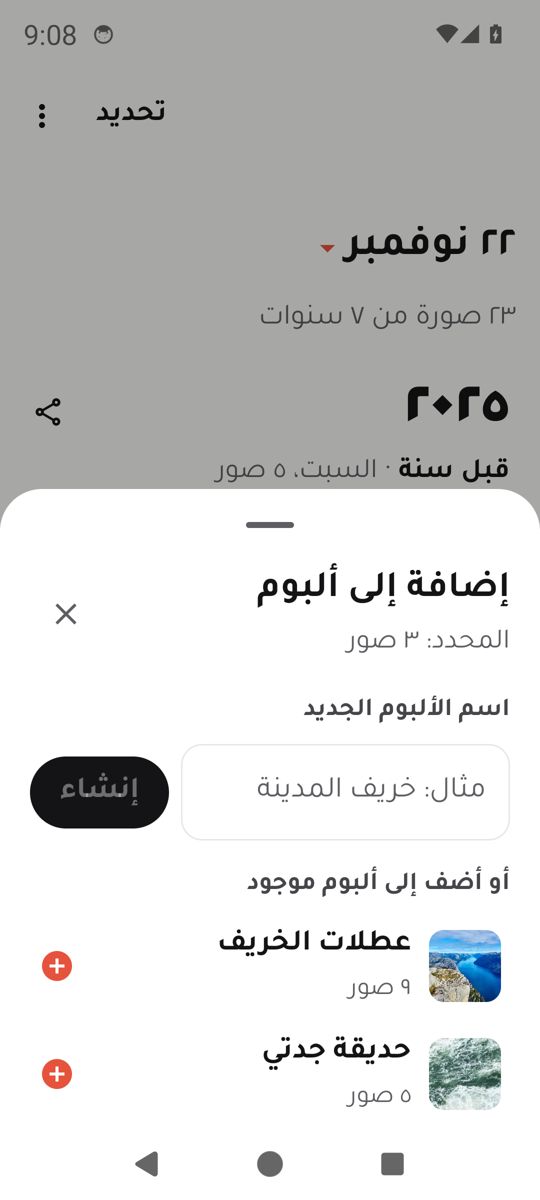 9:08
تحديد
٢٢ نوفمبر
٢٣ صورة من ٧ سنوات
٢٠٢٥
قبل سنة · السبت، ٥ صور
إضافة إلى ألبوم
المحدد: ٣ صور
اسم الألبوم الجديد
مثال: خريف المدينة
إنشاء
أو أضف إلى ألبوم موجود
عطلات الخريف
٩ صور
حديقة جدتي
٥ صور